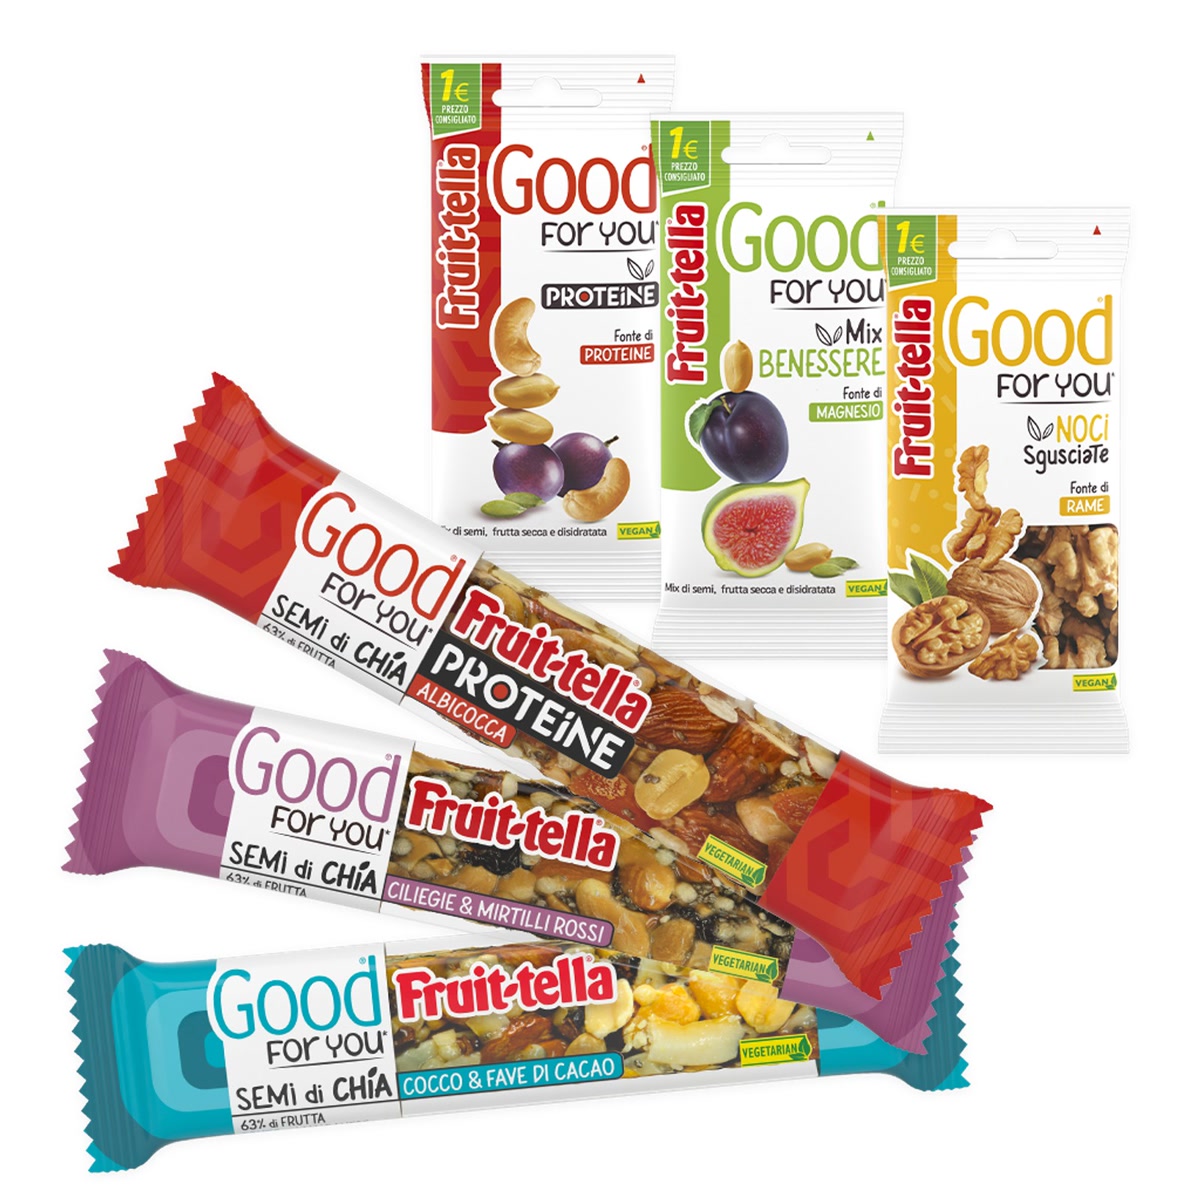 1€
PREZZO
CONSIGLIATO
Fruit-tella
Good
FOR YOU*
PROTEiNE
Fonte di
PROTEINE
di semi, frutta secca e disidratata
VEGAN
1€
PREZZO
CONSIGLIATO
Fruit-tella
Good
FOR YOU
Mix
BENESSERE
Fonte di
MAGNESIO
Mix di semi, frutta secca e disidratata
VEGAN
1€
PREZZO
CONSIGLIATO
Fruit-tella
Good®
FOR YOU*
NOCi
SgusciaTe
Fonte di
RAME
VEGAN
Good®
FOR YOU*
SEMi di CHiA
63% di FRUTTA
Fruit-tella®
PROTEiNE
ALBICOCCA
VEGETARIAN
Good®
FOR YOU*
SEMi di CHiA
63% di FRUTTA
Fruit-tella®
CILIEGIE & MIRTILLI ROSSI
VEGETARIAN
Good®
FOR YOU*
SEMi di CHiA
63% di FRUTTA
Fruit-tella®
COCCO & FAVE DI CACAO
VEGETARIAN